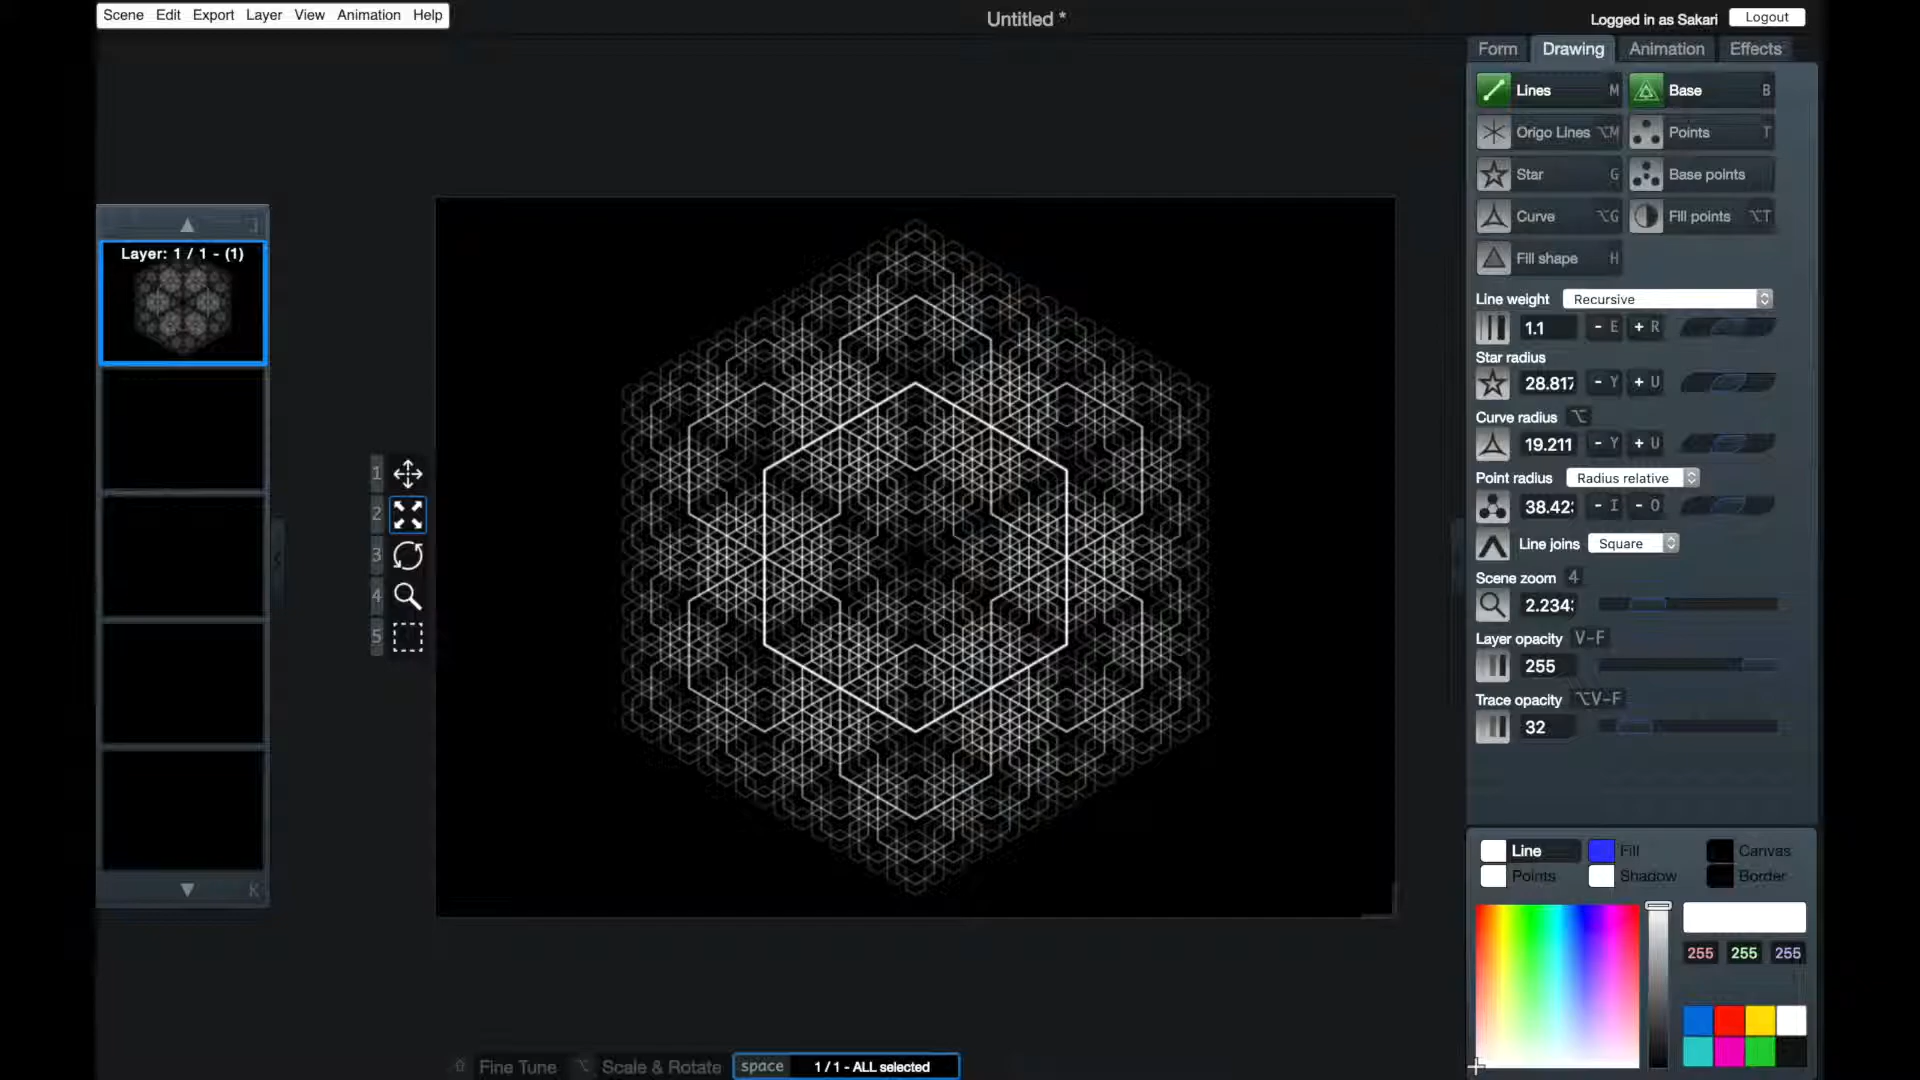 Scene Edit Export Layer View Animation Help
Untitled *
Logged in as Sakari Logout
Form Drawing Animation Effects
Lines M Base B
Origo Lines ⌥M Points T
Star G Base points
Curve ⌥G Fill points ⌥T
Fill shape H
Line weight Recursive
1.1 - E + R
Star radius
28.817 - Y + U
Curve radius ⌥
19.211 - Y + U
Point radius Radius relative
38.42 - I - O
Line joins Square
Scene zoom 4
2.234
Layer opacity V-F
255
Trace opacity ⌥V-F
32
Layer: 1 / 1 - (1)
K
1
2
3
4
5
Line Fill Canvas
Points Shadow Border
255 255 255
⇧ Fine Tune ⌥ Scale & Rotate space 1 / 1 - ALL selected